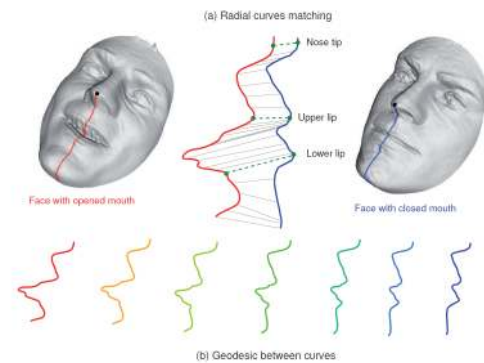 (a) Radial curves matching
Nose tip
Upper lip
Lower lip
Face with opened mouth
Face with closed mouth
(b) Geodesic between curves